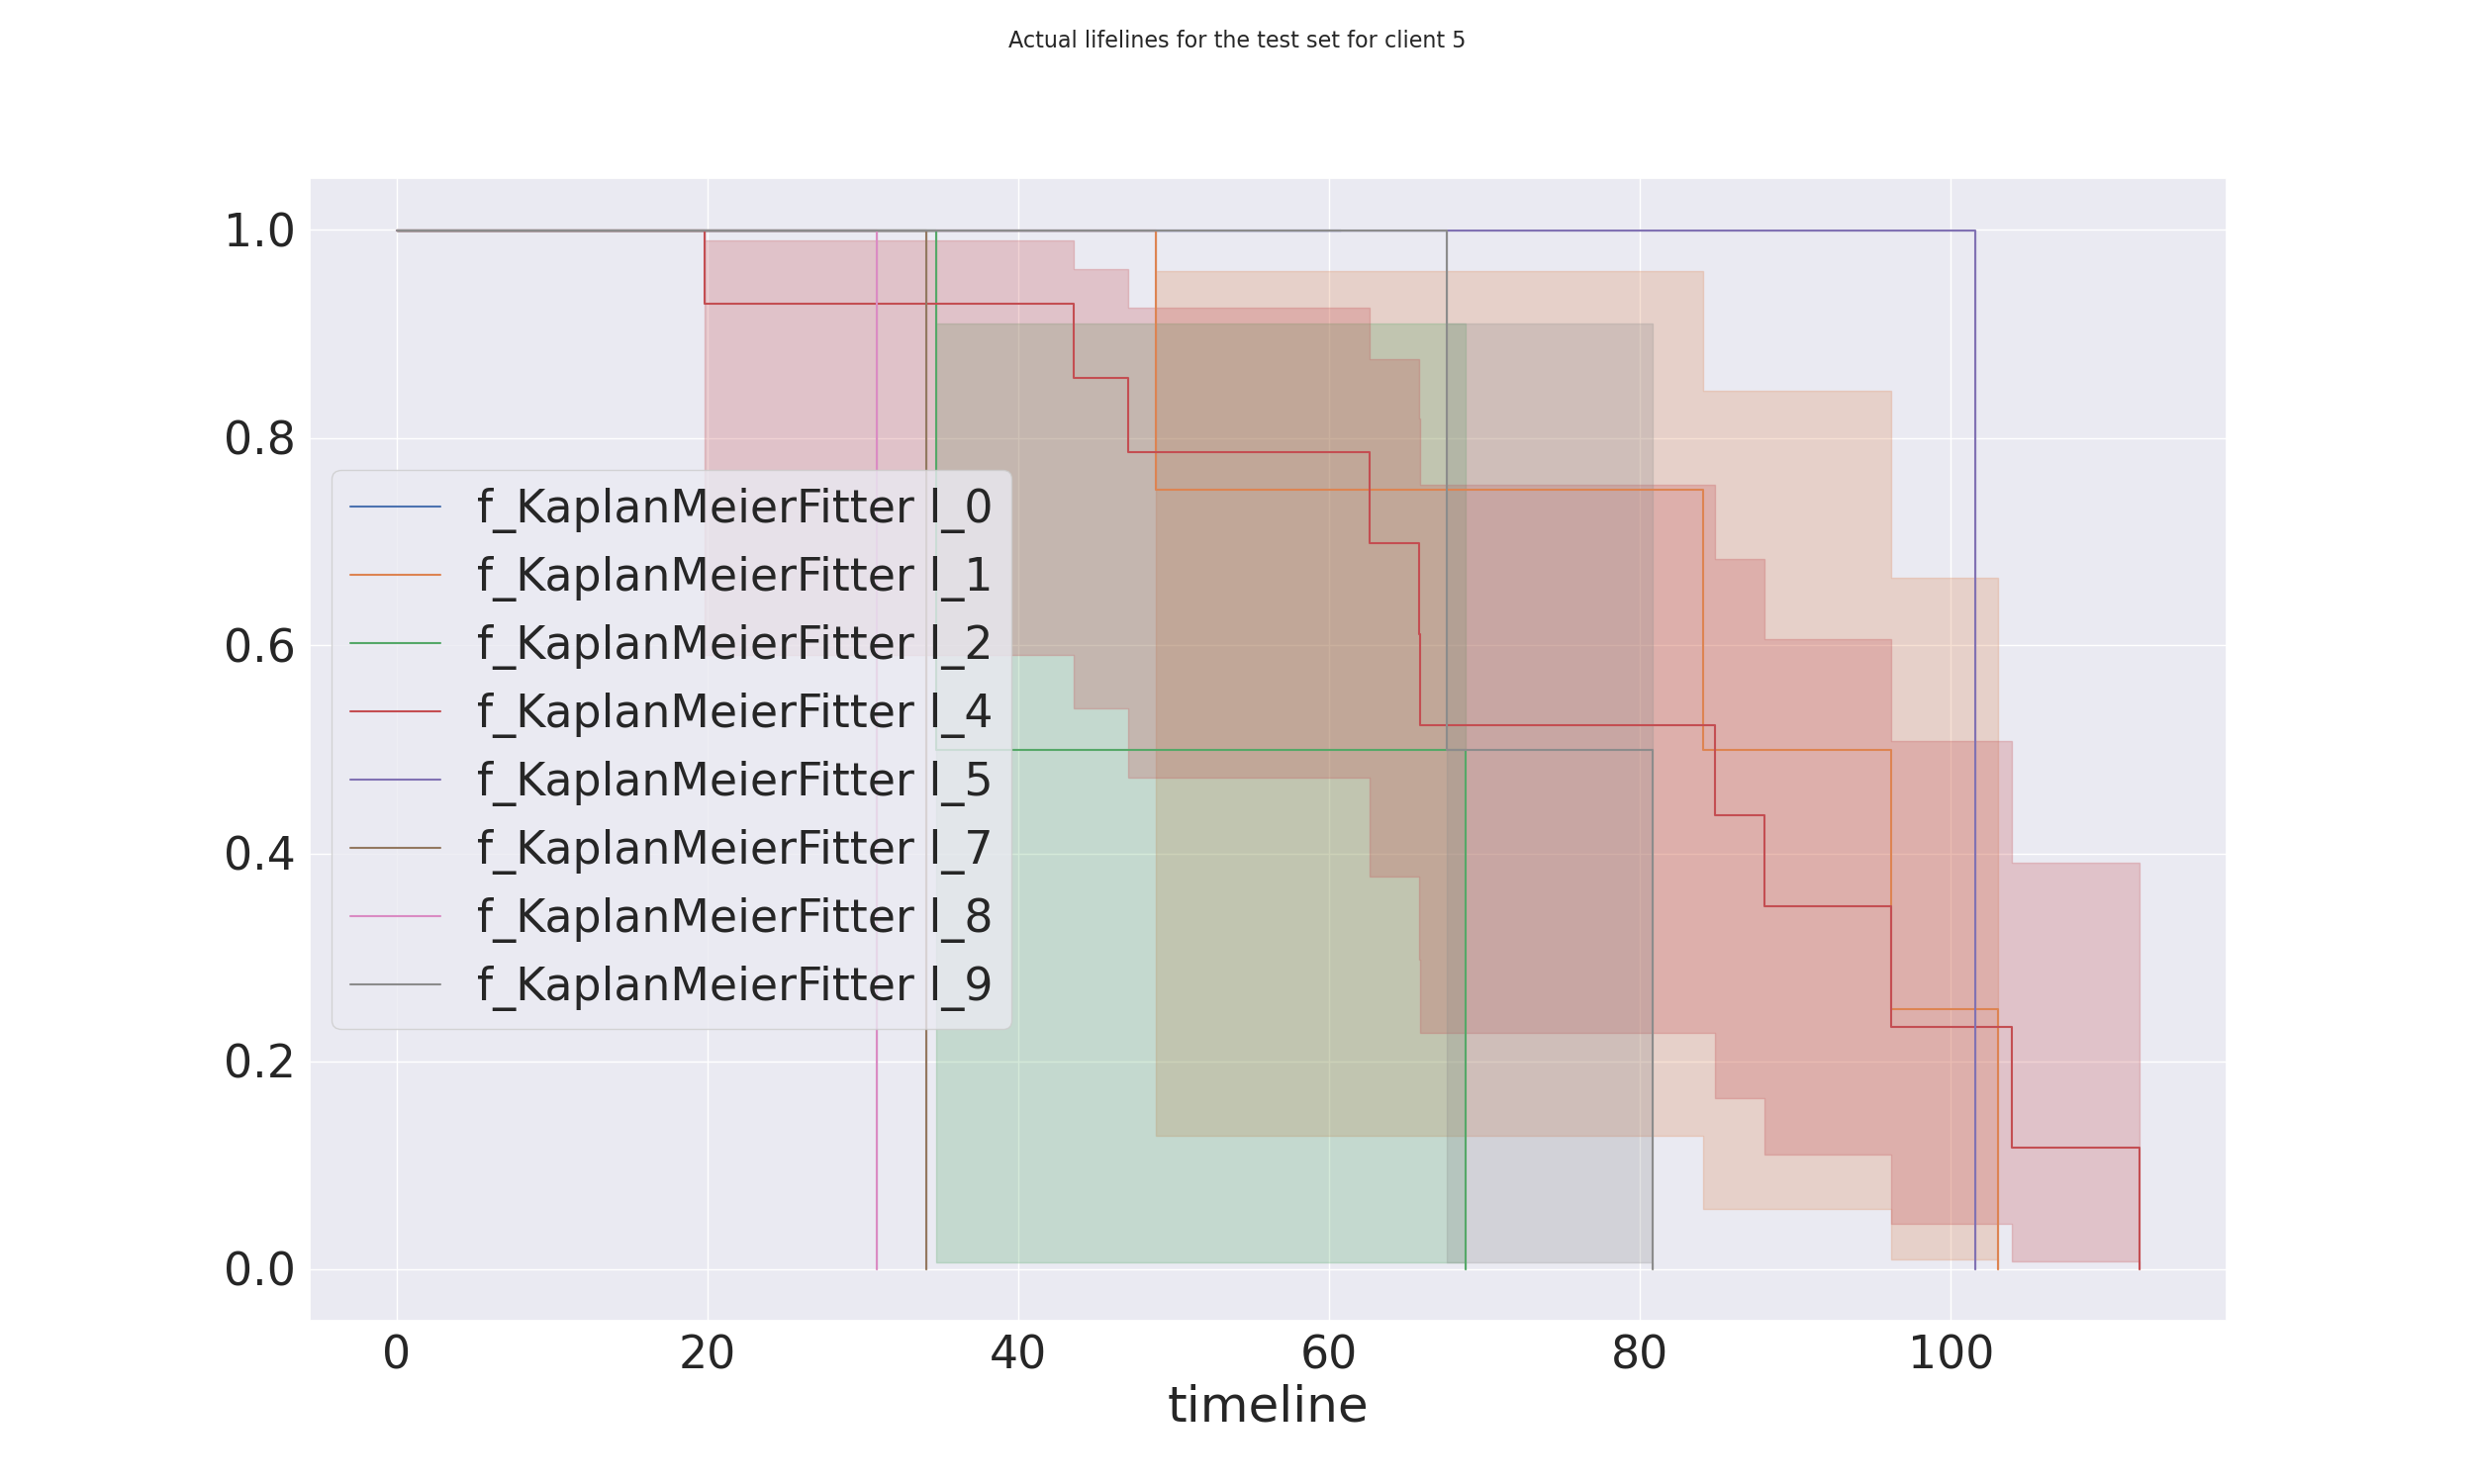 Actual lifelines for the test set for client 5
1.0
0.8
0.6
0.4
0.2
0.0
f_KaplanMeierFitter l_0
f_KaplanMeierFitter l_1
f_KaplanMeierFitter l_2
f_KaplanMeierFitter l_4
f_KaplanMeierFitter l_5
f_KaplanMeierFitter l_7
f_KaplanMeierFitter l_8
f_KaplanMeierFitter l_9
0 20 40 60 80 100
timeline